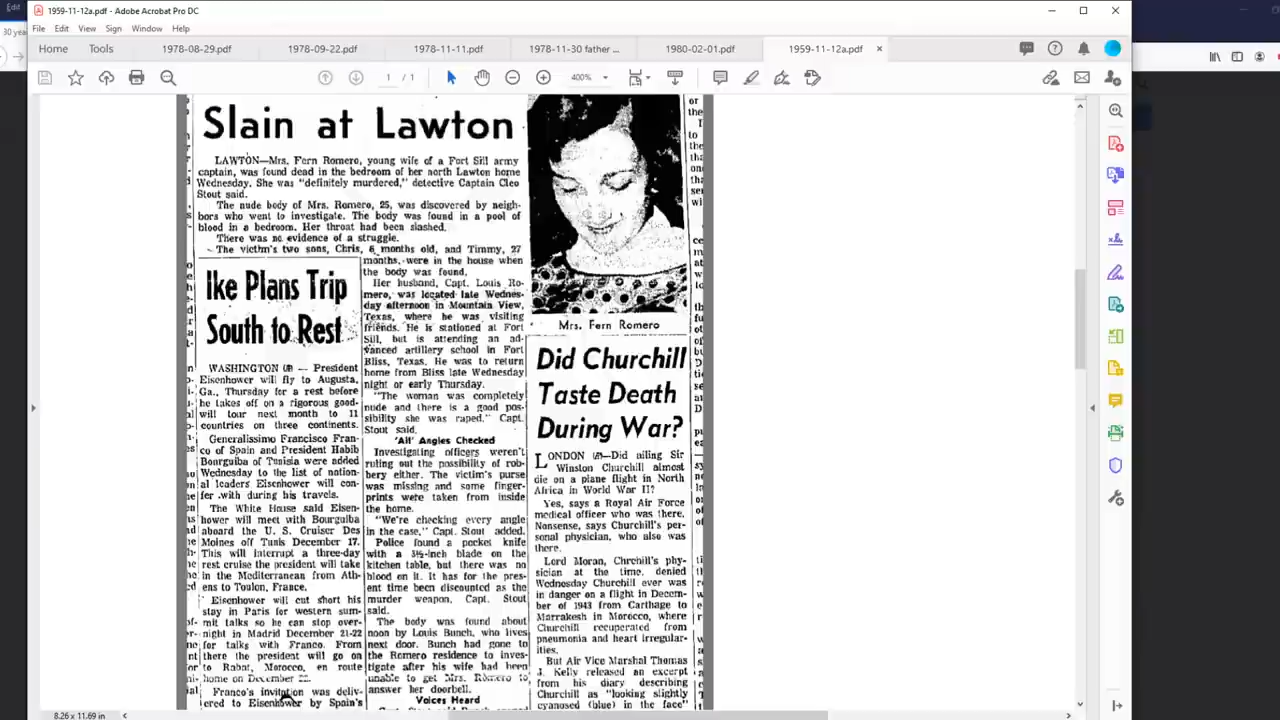 Edit
30 yea
1959-11-12a.pdf - Adobe Acrobat Pro DC
File Edit View Sign Window Help
Home Tools 1978-08-29.pdf 1978-09-22.pdf 1978-11-11.pdf 1978-11-30 father ... 1980-02-01.pdf 1959-11-12a.pdf ×
1 / 1 400%
Slain at Lawton
LAWTON—Mrs. Fern Romero, young wife of a Fort Sill army
captain, was found dead in the bedroom of her north Lawton home
Wednesday. She was "definitely murdered," detective Captain Cleo
Stout said.
The nude body of Mrs. Romero, 25, was discovered by neigh-
bors who went to investigate. The body was found in a pool of
blood in a bedroom. Her throat had been slashed.
There was no evidence of a struggle.
The victim's two sons, Chris, 6 months old, and Timmy, 27
months, were in the house when
the body was found.
Her husband, Capt. Louis Ro-
mero, was located late Wednes-
day afternoon in Mountain View,
Texas, where he was visiting
friends. He is stationed at Fort
Sill, but is attending an ad-
vanced artillery school in Fort
Bliss, Texas. He was to return
home from Bliss late Wednesday
night or early Thursday.
"The woman was completely
nude and there is a good pos-
sibility she was raped," Capt.
Stout said.
'All' Angles Checked
Investigating officers weren't
ruling out the possibility of rob-
bery either. The victim's purse
was missing and some finger-
prints were taken from inside
the home.
"We're checking every angle
in the case," Capt. Stout added.
Police found a pocket knife
with a 3½-inch blade on the
kitchen table, but there was no
blood on it. It has for the pres-
ent time been discounted as the
murder weapon, Capt. Stout
said.
The body was found about
noon by Louis Bunch, who lives
next door. Bunch had gone to
the Romero residence to inves-
tigate after his wife had been
unable to get Mrs. Romero to
answer her doorbell.
Voices Heard
Ike Plans Trip
South to Rest
WASHINGTON (AP) — President
Eisenhower will fly to Augusta,
Ga., Thursday for a rest before
he takes off on a rigorous good-
will tour next month to 11
countries on three continents.
Generalissimo Francisco Fran-
co of Spain and President Habib
Bourguiba of Tunisia were added
Wednesday to the list of nation-
al leaders Eisenhower will con-
fer with during his travels.
The White House said Eisen-
hower will meet with Bourguiba
aboard the U. S. Cruiser Des
Moines off Tunis December 17.
This will interrupt a three-day
rest cruise the president will take
in the Mediterranean from Ath-
ens to Toulon, France.
Eisenhower will cut short his
stay in Paris for western sum-
mit talks so he can stop over-
night in Madrid December 21-22
for talks with Franco. From
there the president will go on
to Rabat, Morocco, en route
home on December 22.
Franco's invitation was deliv-
ered to Eisenhower by Spain's
Mrs. Fern Romero
Did Churchill
Taste Death
During War?
LONDON (AP)—Did ailing Sir
Winston Churchill almost
die on a plane flight in North
Africa in World War II?
Yes, says a Royal Air Force
medical officer who was there.
Nonsense, says Churchill's per-
sonal physician, who also was
there.
Lord Moran, Chrchill's phy-
sician at the time, denied
Wednesday Churchill ever was
in danger on a flight in Decem-
ber of 1943 from Carthage to
Marrakesh in Morocco, where
Churchill recuperated from
pneumonia and heart irregular-
ities.
But Air Vice Marshal Thomas
J. Kelly released an excerpt
from his diary describing
Churchill as "looking slightly
cyanosed (blue) in the face"
8.26 x 11.69 in